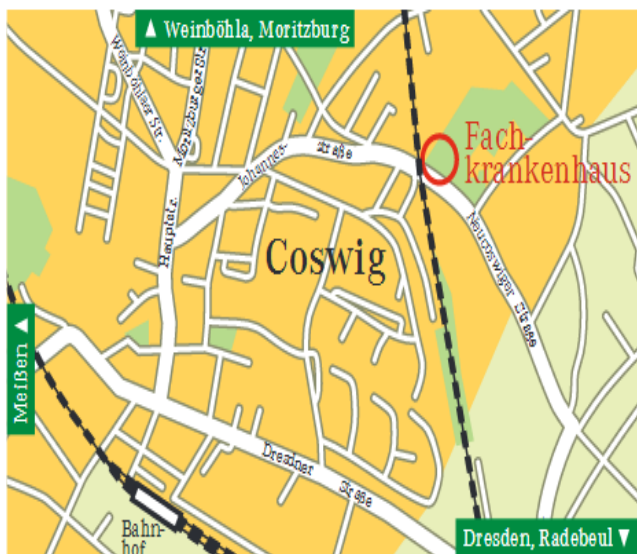 ▲ Weinböhla, Moritzburg
Weinböhlaer Str.
Moritzburger Str.
Johannes-
straße
Fach-
krankenhaus
Hauptstr.
Coswig
Neucoswiger Straße
Meißen ▲
Dresdner Straße
Bahn-
hof
Dresden, Radebeul ▼